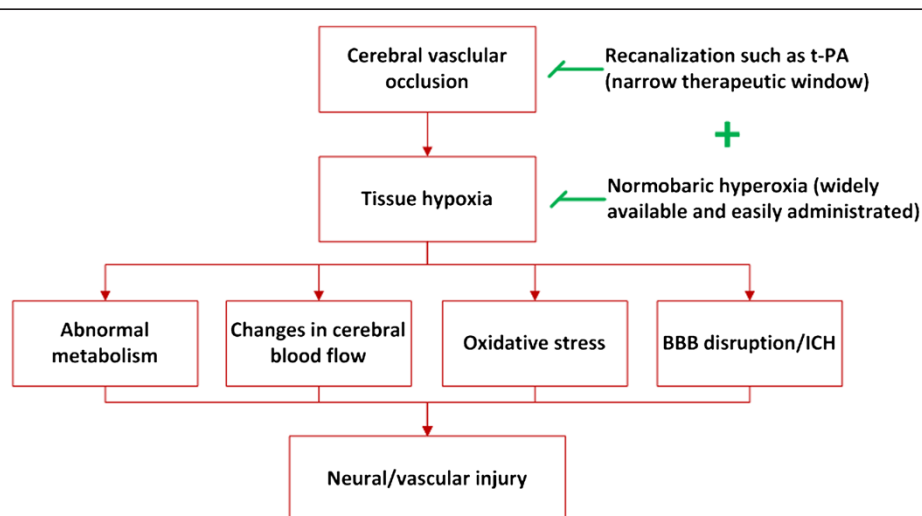 Cerebral vasclular
occlusion
Recanalization such as t-PA
(narrow therapeutic window)
+
Tissue hypoxia
Normobaric hyperoxia (widely
available and easily administrated)
Abnormal
metabolism
Changes in cerebral
blood flow
Oxidative stress
BBB disruption/ICH
Neural/vascular injury